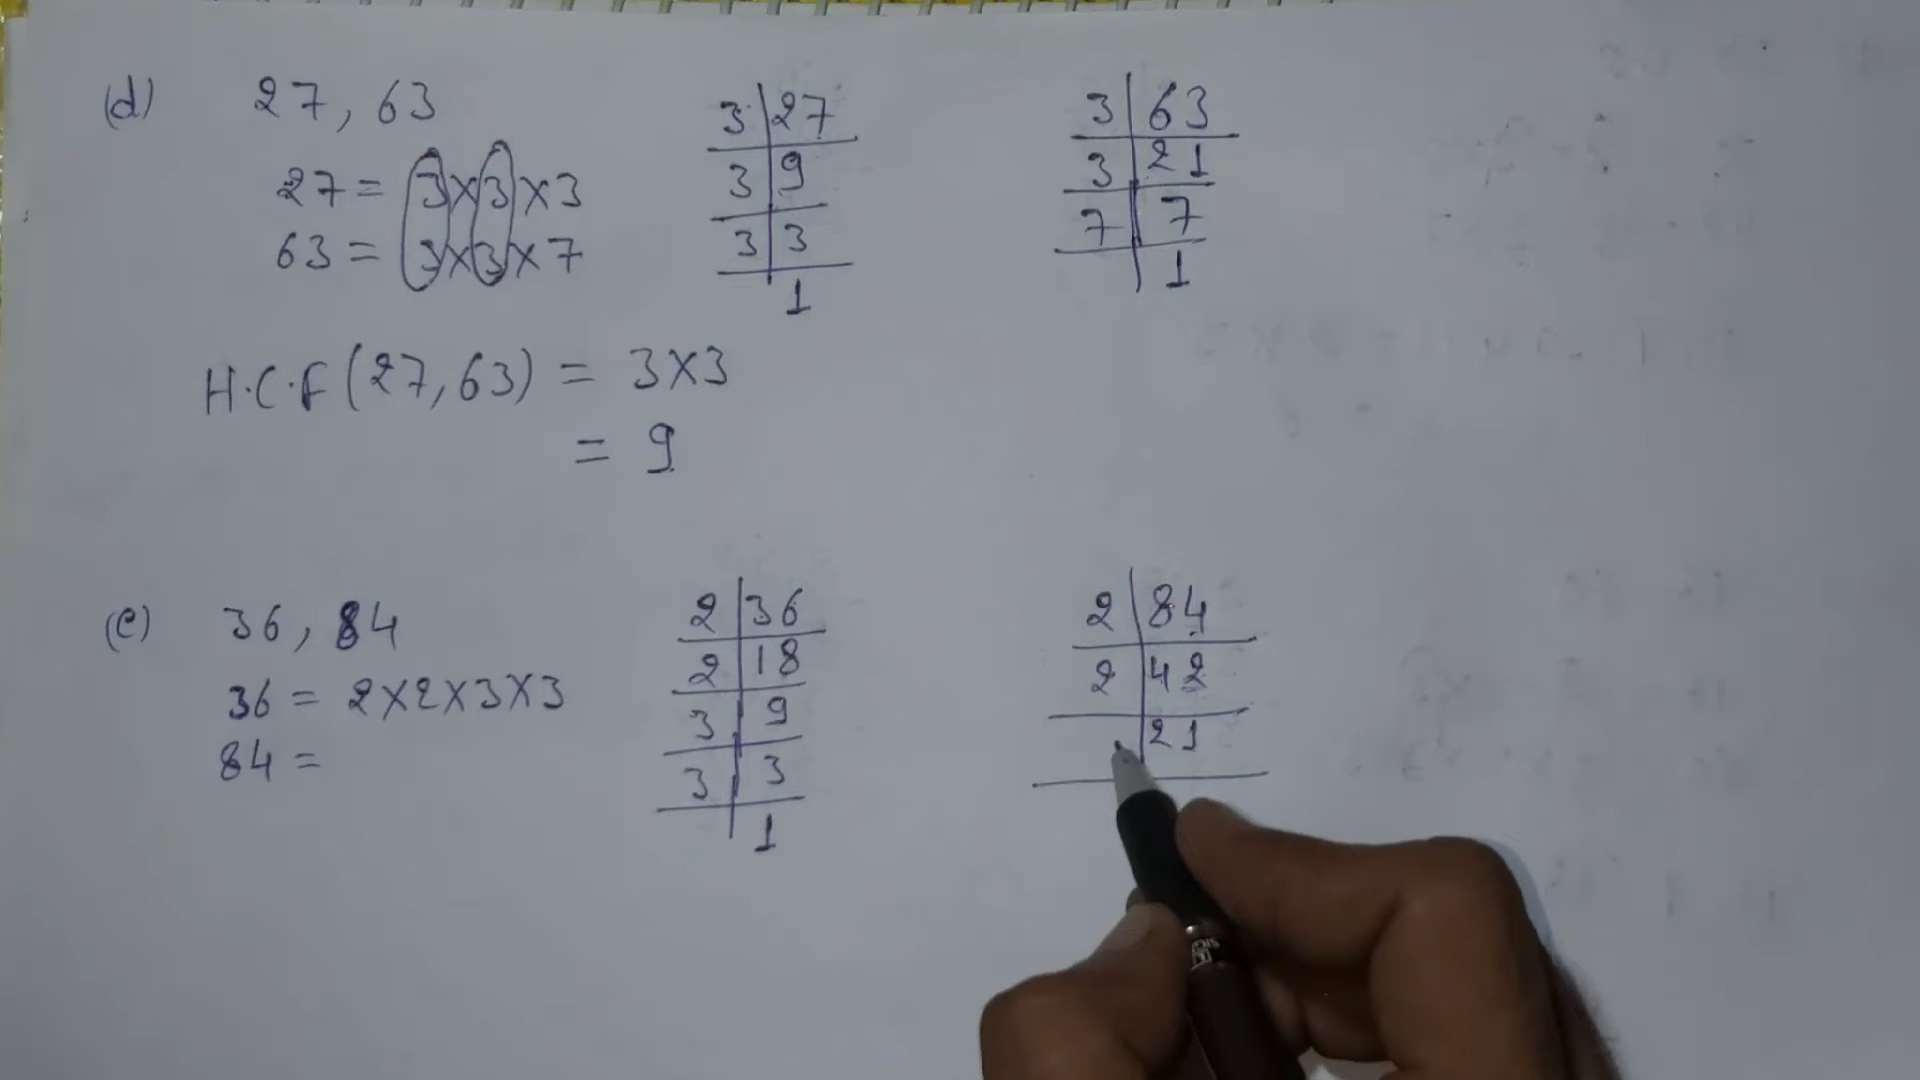 (d) 27, 63
27 = 3×3×3
63 = 3×3×7
3 | 27
3 | 9
3 | 3
1
3 | 63
3 | 21
7 | 7
1
H.C.F (27, 63) = 3×3
= 9
(e) 36, 84
36 = 2×2×3×3
84 =
2 | 36
2 | 18
3 | 9
3 | 3
1
2 | 84
2 | 42
21